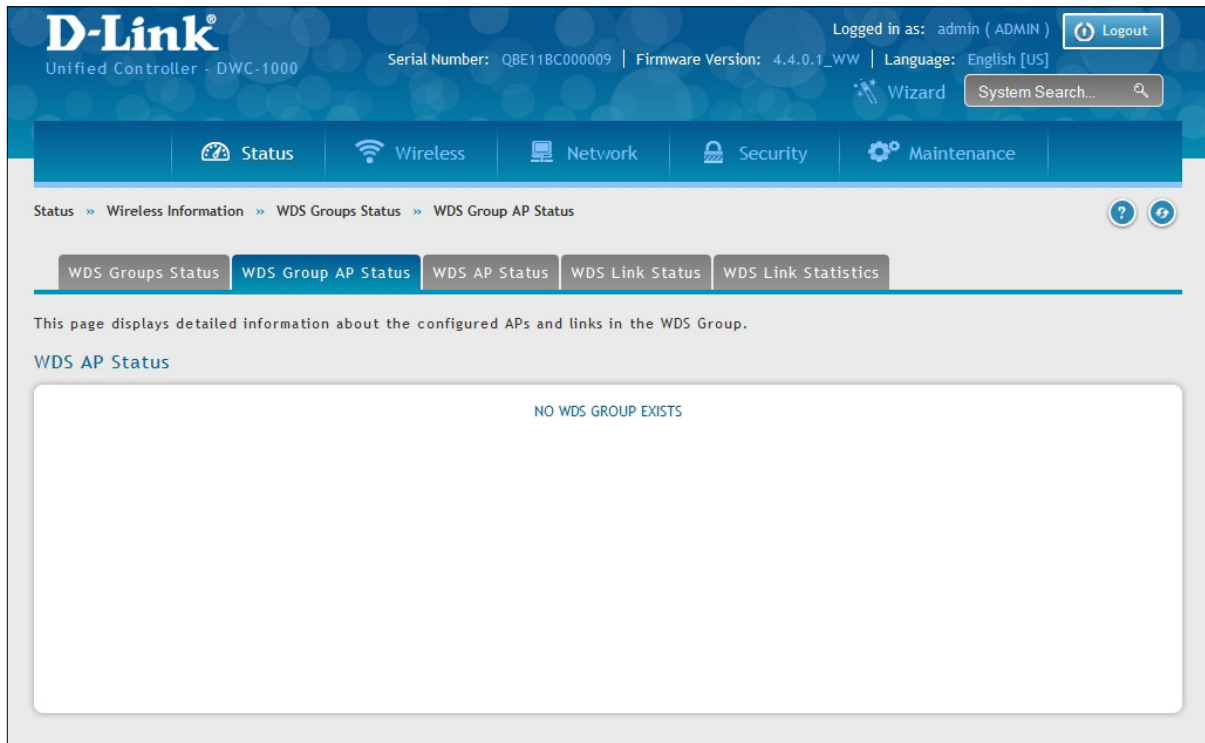 D-Link®
Unified Controller - DWC-1000
Logged in as: admin ( ADMIN )
Logout
Serial Number: QBE11BC000009 | Firmware Version: 4.4.0.1_WW | Language: English [US]
Wizard
System Search...
Status
Wireless
Network
Security
Maintenance
Status » Wireless Information » WDS Groups Status » WDS Group AP Status
?
WDS Groups Status
WDS Group AP Status
WDS AP Status
WDS Link Status
WDS Link Statistics
This page displays detailed information about the configured APs and links in the WDS Group.
WDS AP Status
NO WDS GROUP EXISTS